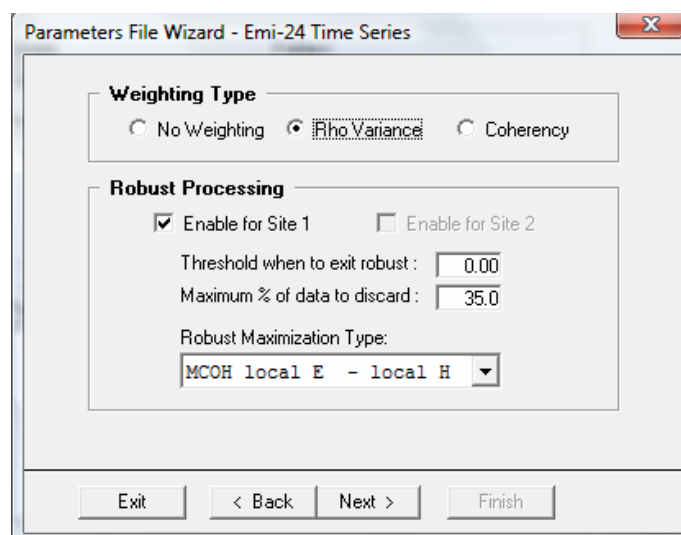 Parameters File Wizard - Emi-24 Time Series
Weighting Type
No Weighting Rho Variance Coherency
Robust Processing
Enable for Site 1 Enable for Site 2
Threshold when to exit robust : 0.00
Maximum % of data to discard : 35.0
Robust Maximization Type:
MCOH local E - local H
Exit < Back Next > Finish